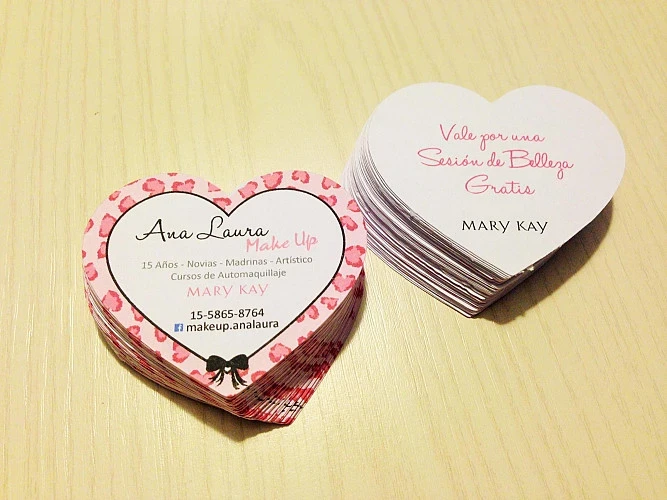 Ana Laura
Make Up
15 Años - Novias - Madrinas - Artístico
Cursos de Automaquillaje
MARY KAY
15-5865-8764
makeup.analaura
Vale por una
Sesión de Belleza
Gratis
MARY KAY